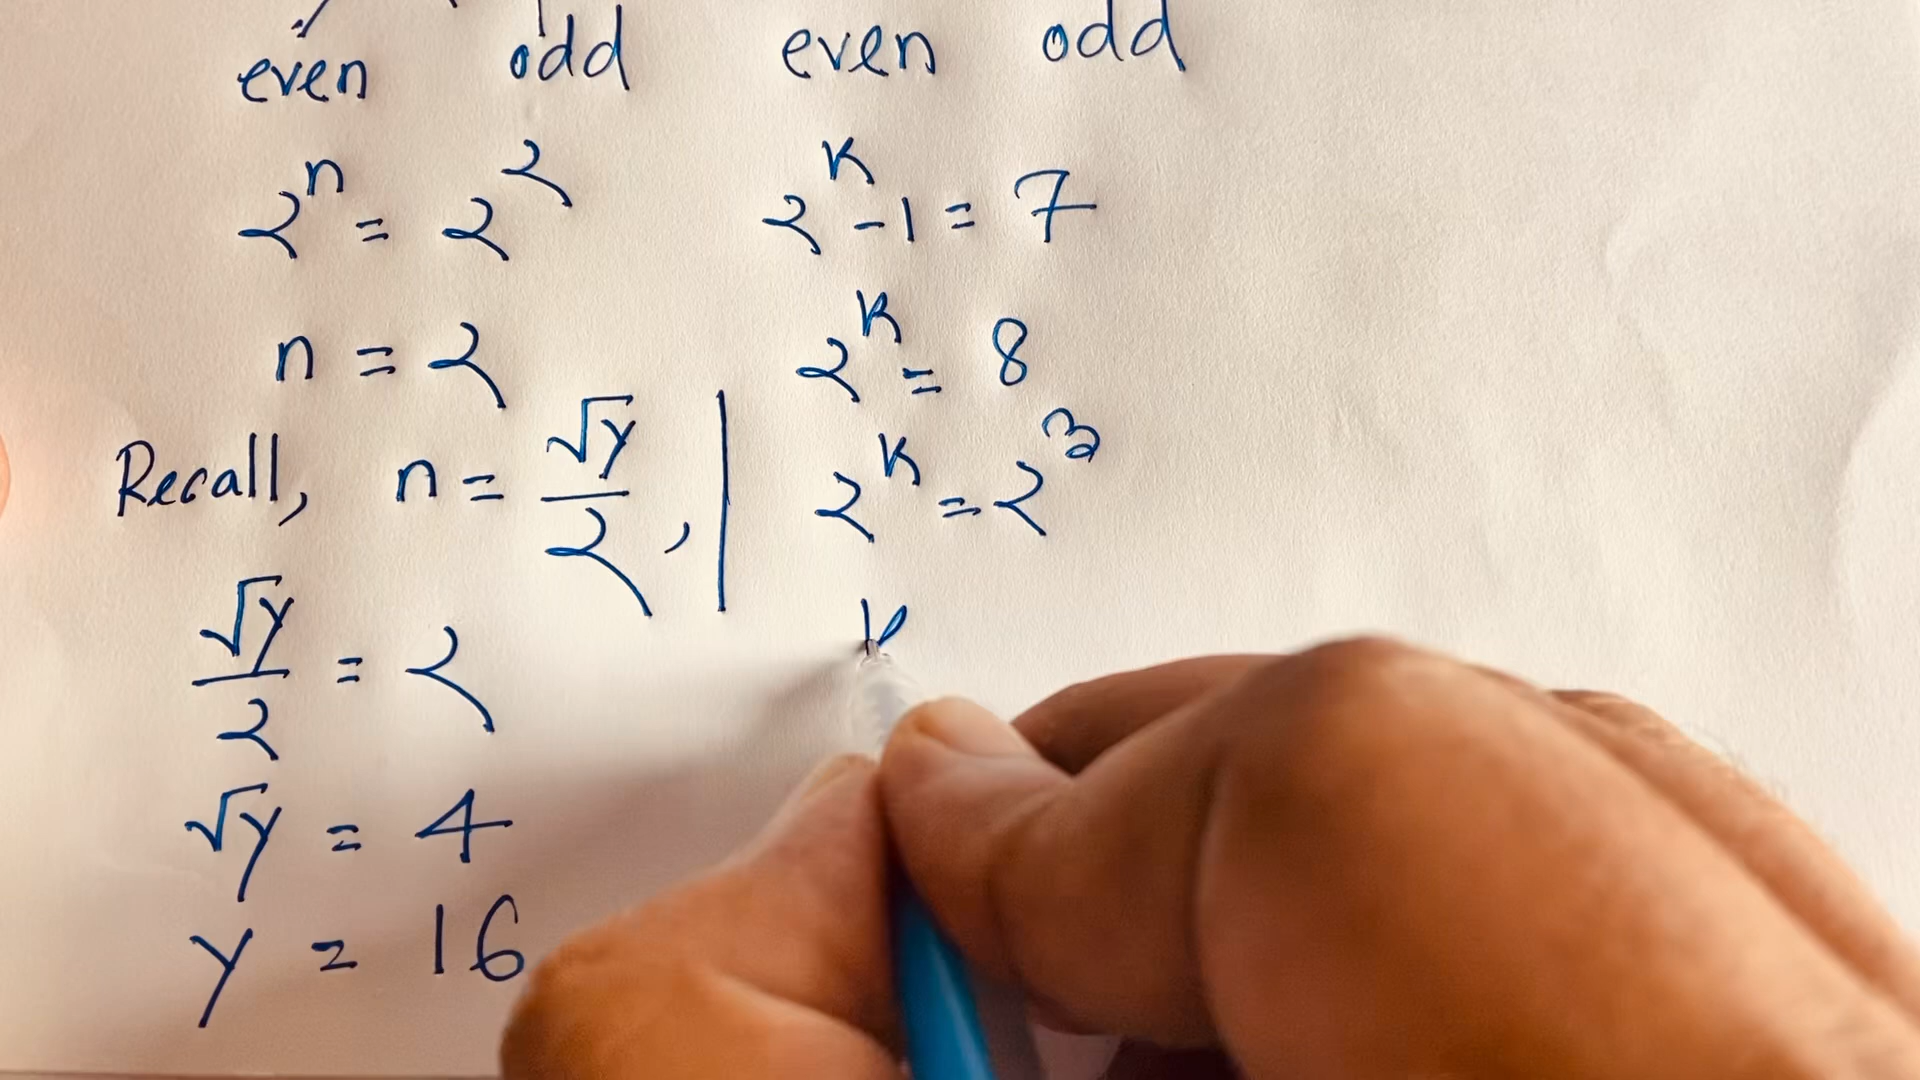 even odd even odd
2^n = 2^2 2^k - 1 = 7
n = 2 2^k = 8
Recall, n = √y/2, 2^k = 2^3
√y/2 = 2 k
√y = 4
y = 16